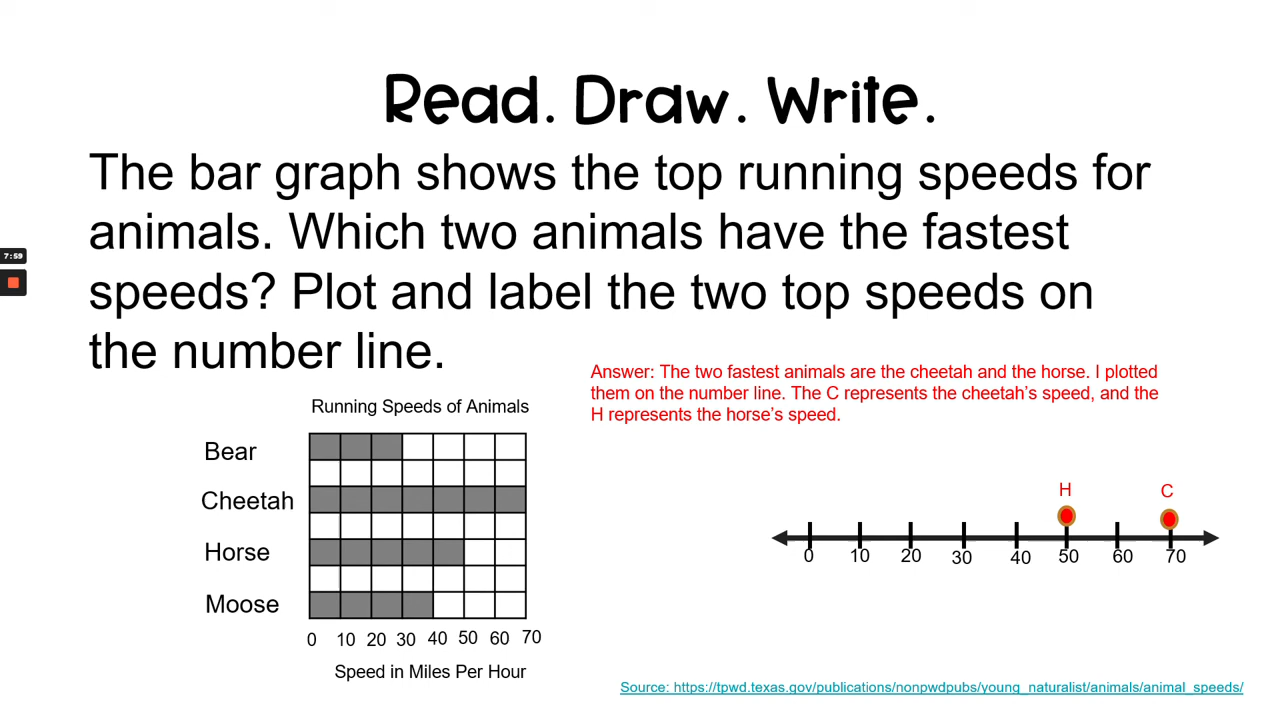 Read. Draw. Write.
The bar graph shows the top running speeds for
animals. Which two animals have the fastest
speeds? Plot and label the two top speeds on
the number line.
7:59
Answer: The two fastest animals are the cheetah and the horse. I plotted
them on the number line. The C represents the cheetah's speed, and the
H represents the horse's speed.
Running Speeds of Animals
Bear
Cheetah
Horse
Moose
0 10 20 30 40 50 60 70
Speed in Miles Per Hour
H C
0 10 20 30 40 50 60 70
Source: https://tpwd.texas.gov/publications/nonpwdpubs/young_naturalist/animals/animal_speeds/